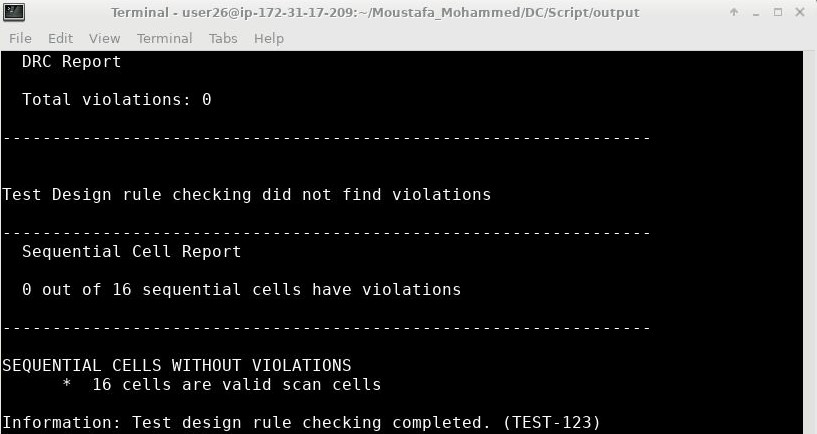 Terminal - user26@ip-172-31-17-209:~/Moustafa_Mohammed/DC/Script/output
File Edit View Terminal Tabs Help
DRC Report
Total violations: 0
-----------------------------------------------------------------
Test Design rule checking did not find violations
-----------------------------------------------------------------
Sequential Cell Report
0 out of 16 sequential cells have violations
-----------------------------------------------------------------
SEQUENTIAL CELLS WITHOUT VIOLATIONS
* 16 cells are valid scan cells
Information: Test design rule checking completed. (TEST-123)